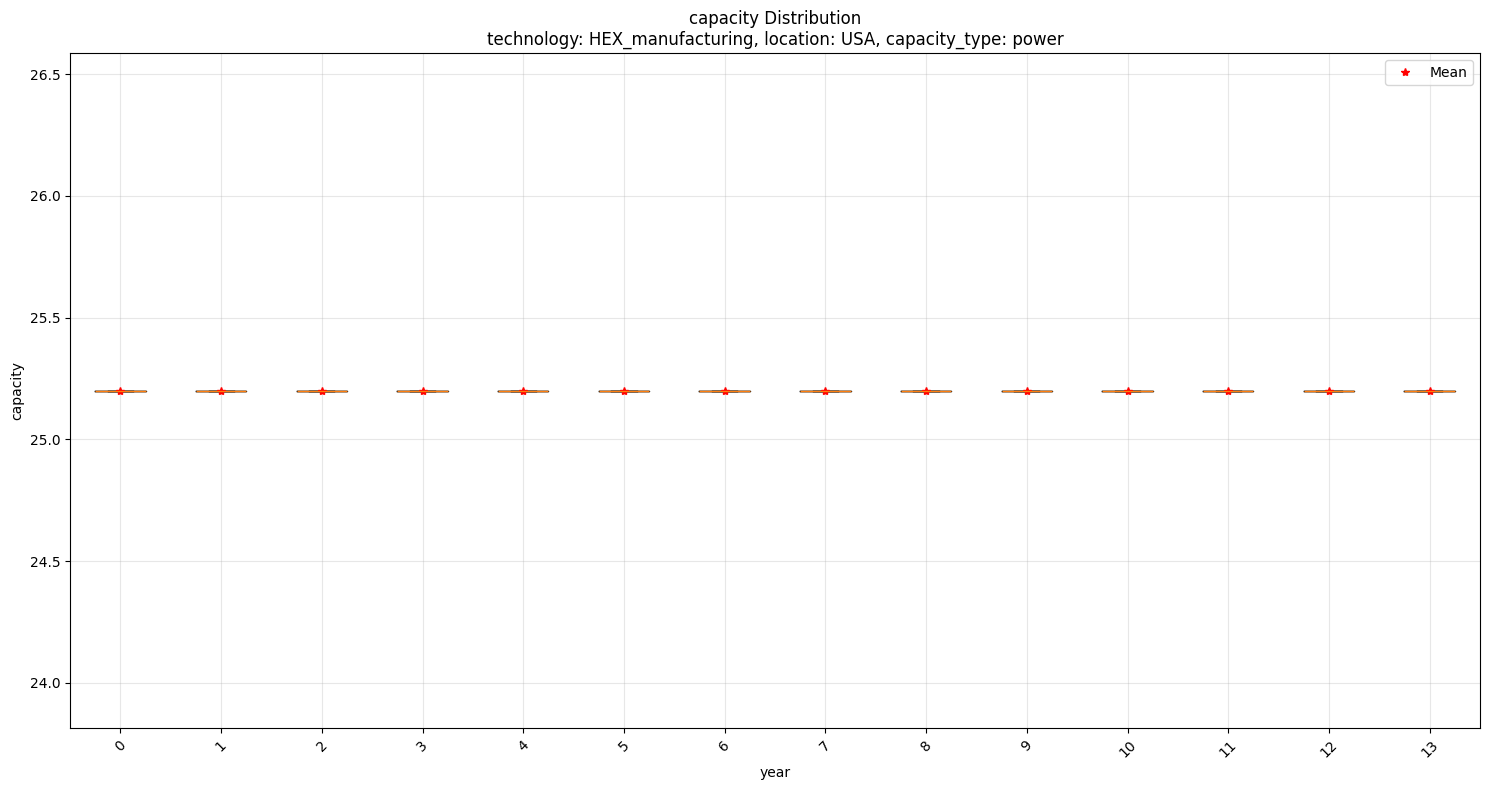 capacity Distribution
technology: HEX_manufacturing, location: USA, capacity_type: power
Mean
26.5
26.0
25.5
25.0
24.5
24.0
capacity
0 1 2 3 4 5 6 7 8 9 10 11 12 13
year